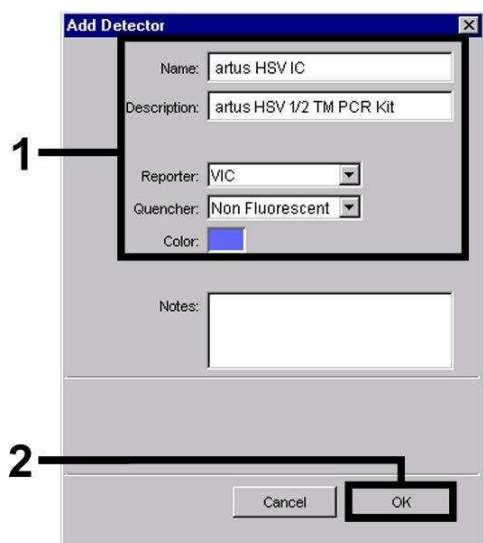 Add Detector
Name: artus HSV IC
Description: artus HSV 1/2 TM PCR Kit
1
Reporter: VIC
Quencher: Non Fluorescent
Color:
Notes:
2
Cancel OK